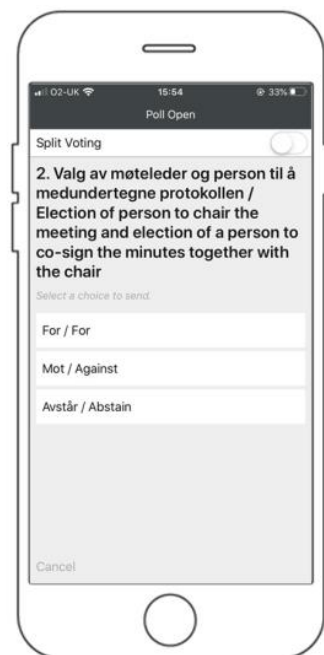 O2-UK 15:54 33%
Poll Open
Split Voting
2. Valg av møteleder og person til å
medundertegne protokollen /
Election of person to chair the
meeting and election of a person to
co-sign the minutes together with
the chair
Select a choice to send.
For / For
Mot / Against
Avstår / Abstain
Cancel